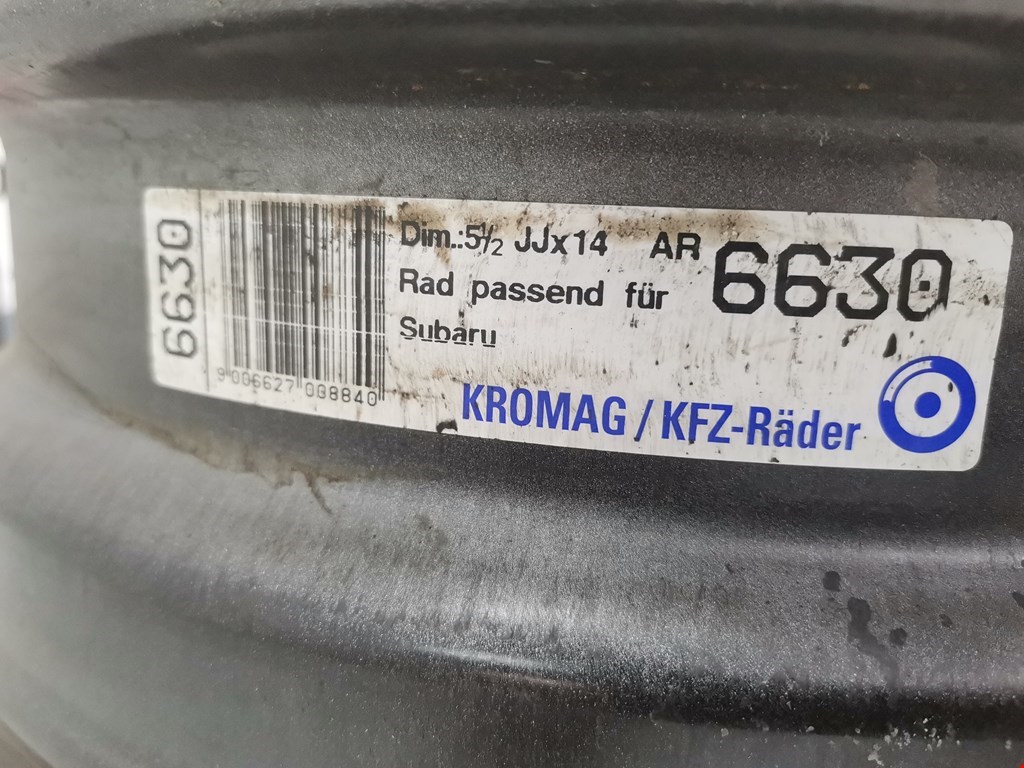 6630
Dim.:5½ JJx14 AR 6630
Rad passend für
Subaru
9 006627 008840
KROMAG / KFZ-Räder